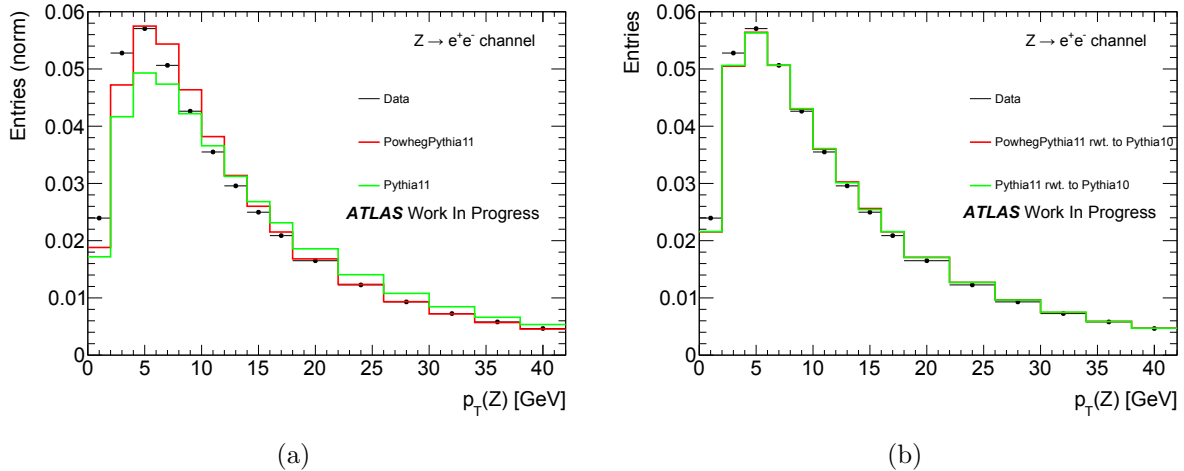 Entries (norm)
0.06
0.05
0.04
0.03
0.02
0.01
0
Z → e⁺e⁻ channel
Data
PowhegPythia11
Pythia11
ATLAS Work In Progress
0 5 10 15 20 25 30 35 40
p_T(Z) [GeV]
(a)
Entries
0.06
0.05
0.04
0.03
0.02
0.01
0
Z → e⁺e⁻ channel
Data
PowhegPythia11 rwt. to Pythia10
Pythia11 rwt. to Pythia10
ATLAS Work In Progress
0 5 10 15 20 25 30 35 40
p_T(Z) [GeV]
(b)